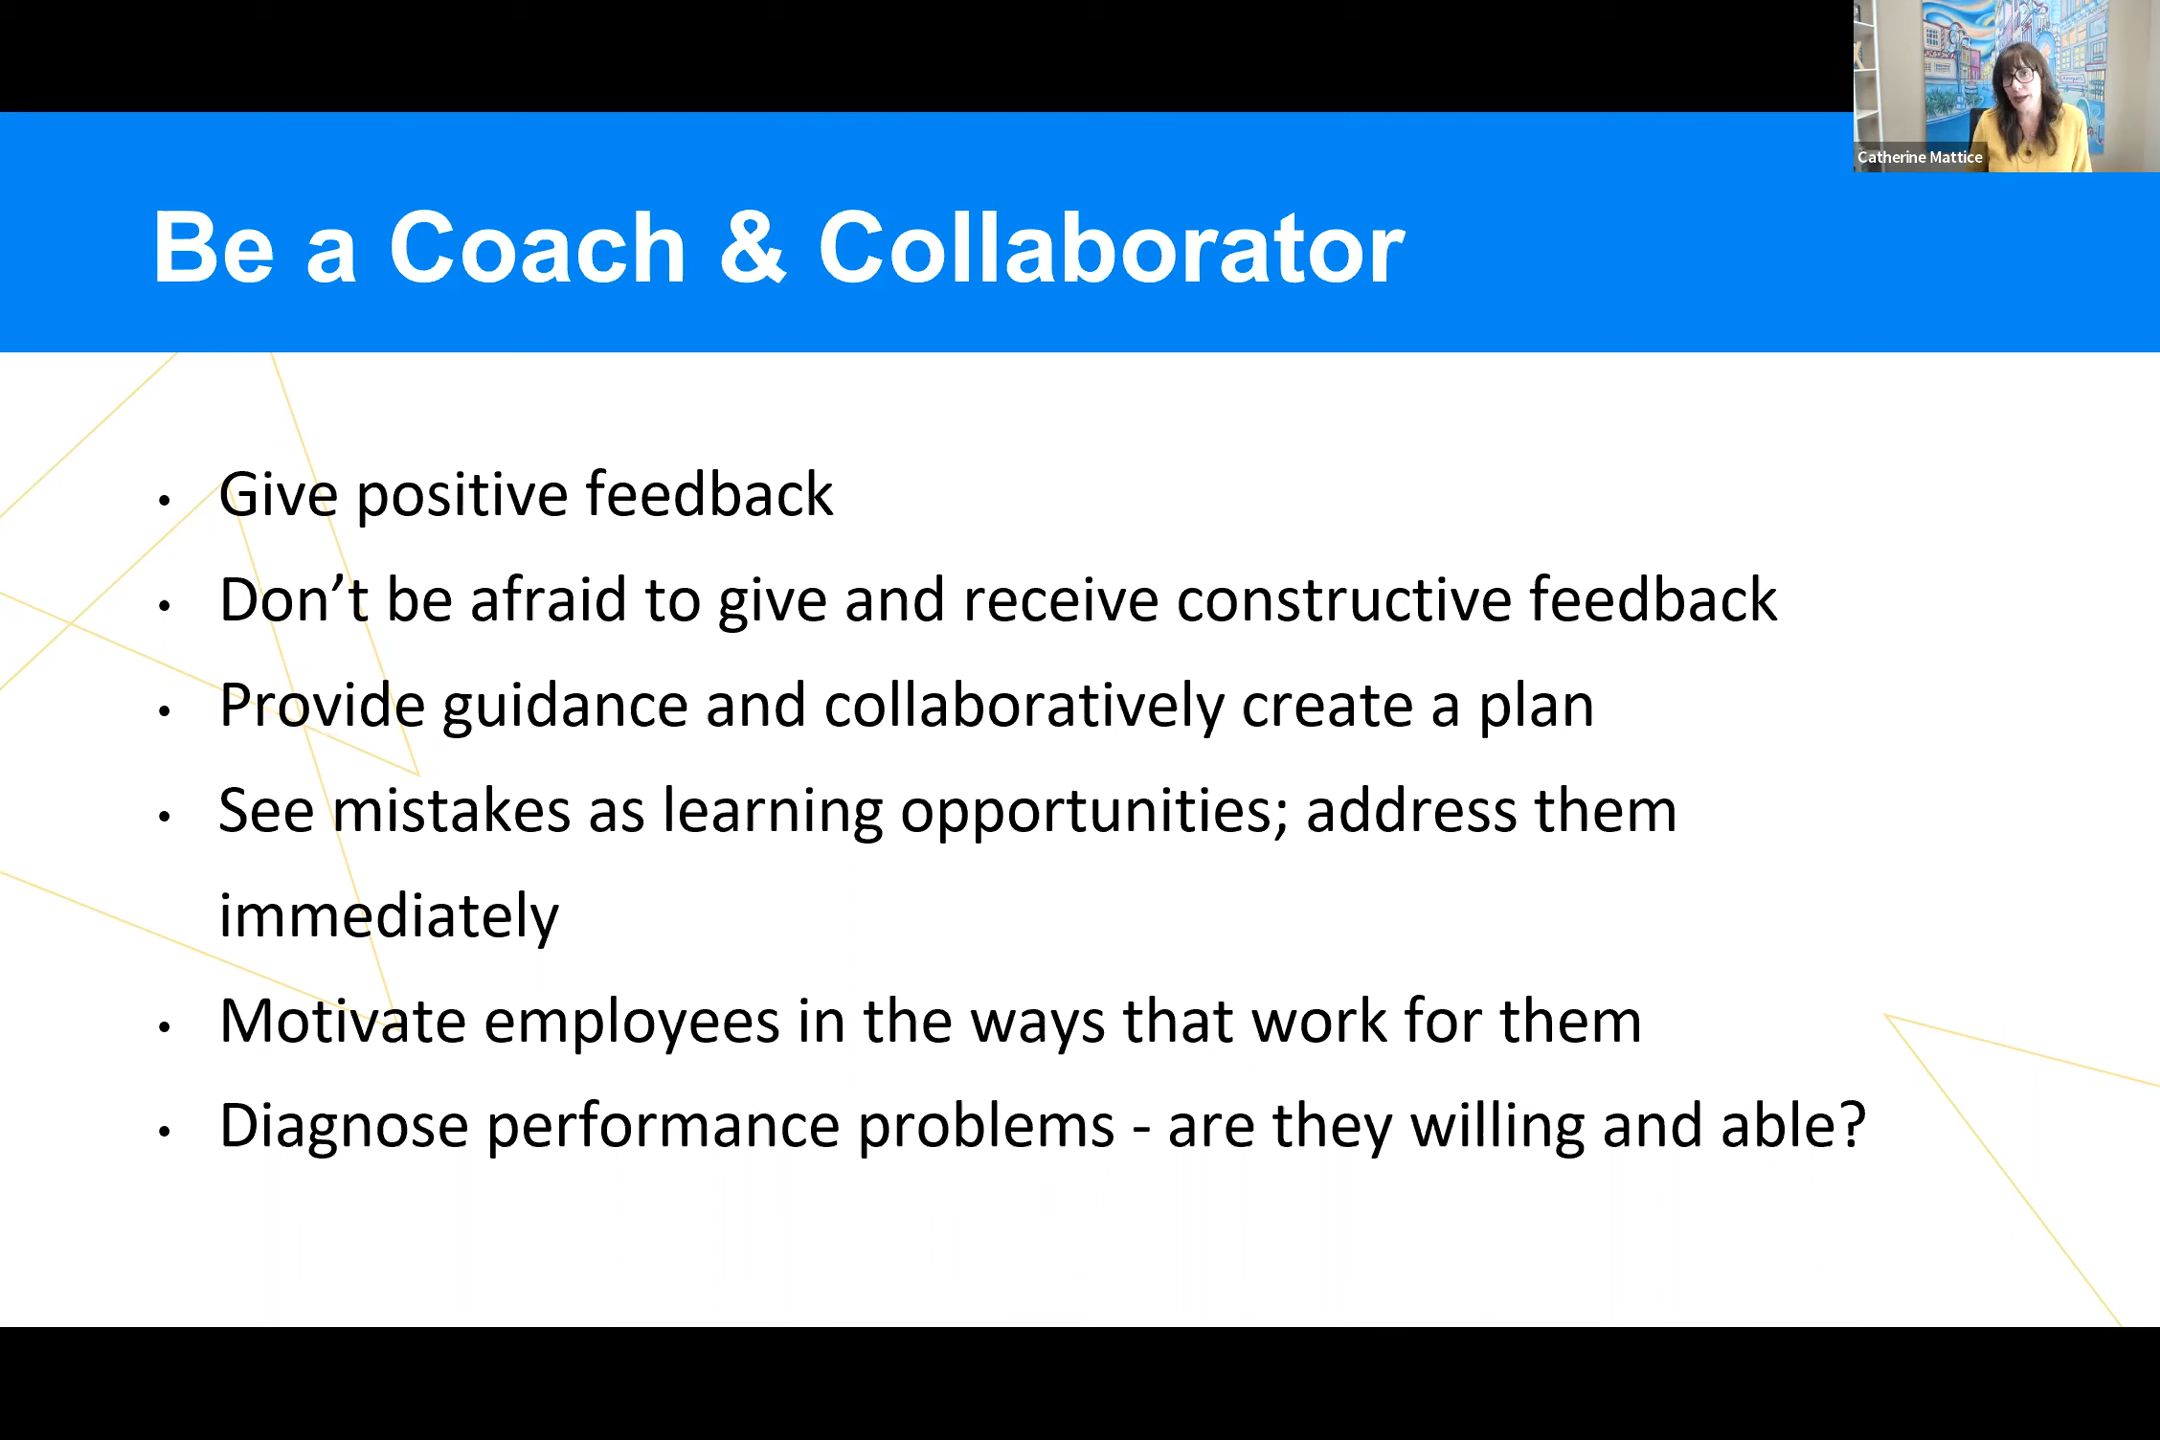 Catherine Mattice
Be a Coach & Collaborator
• Give positive feedback
• Don’t be afraid to give and receive constructive feedback
• Provide guidance and collaboratively create a plan
• See mistakes as learning opportunities; address them
immediately
• Motivate employees in the ways that work for them
• Diagnose performance problems - are they willing and able?